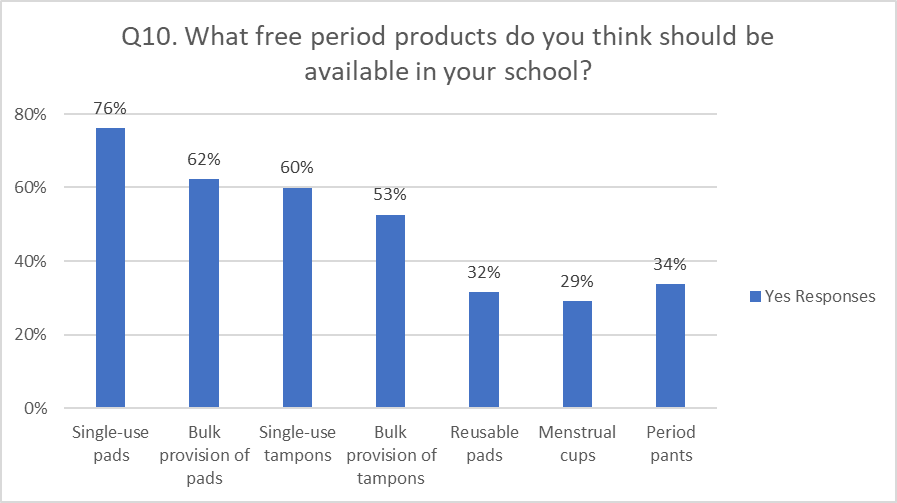 Q10. What free period products do you think should be
available in your school?
80%
60%
40%
20%
0%
76%
62%
60%
53%
32%
29%
34%
Single-use
pads
Bulk
provision of
pads
Single-use
tampons
Bulk
provision of
tampons
Reusable
pads
Menstrual
cups
Period
pants
Yes Responses